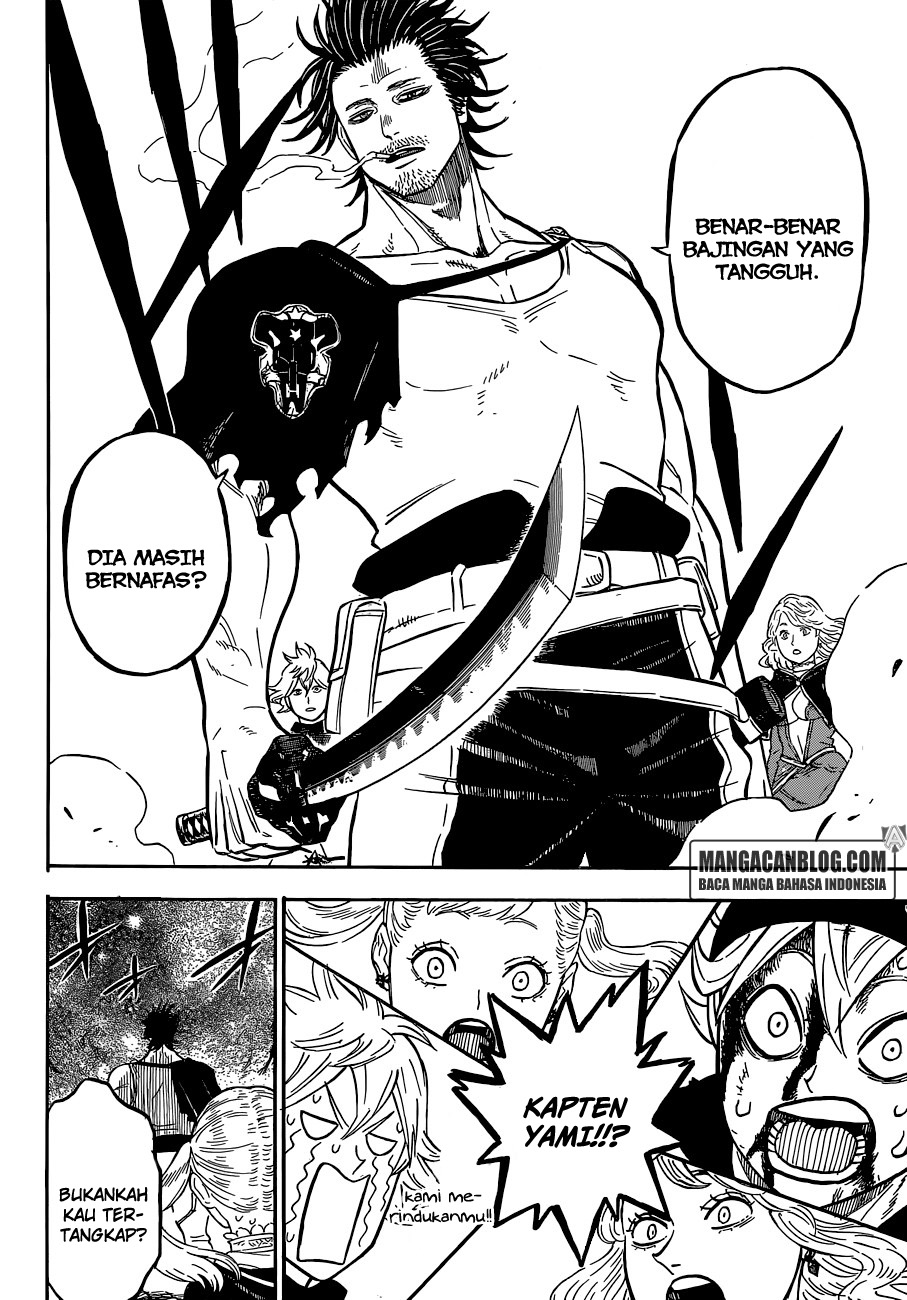 BENAR-BENAR
BAJINGAN YANG
TANGGUH.
DIA MASIH
BERNAFAS?
MANGACANBLOG.COM
BACA MANGA BAHASA INDONESIA
KAPTEN
YAMI!!?
kami me-
rindukanmu!!
BUKANKAH
KAU TER-
TANGKAP?